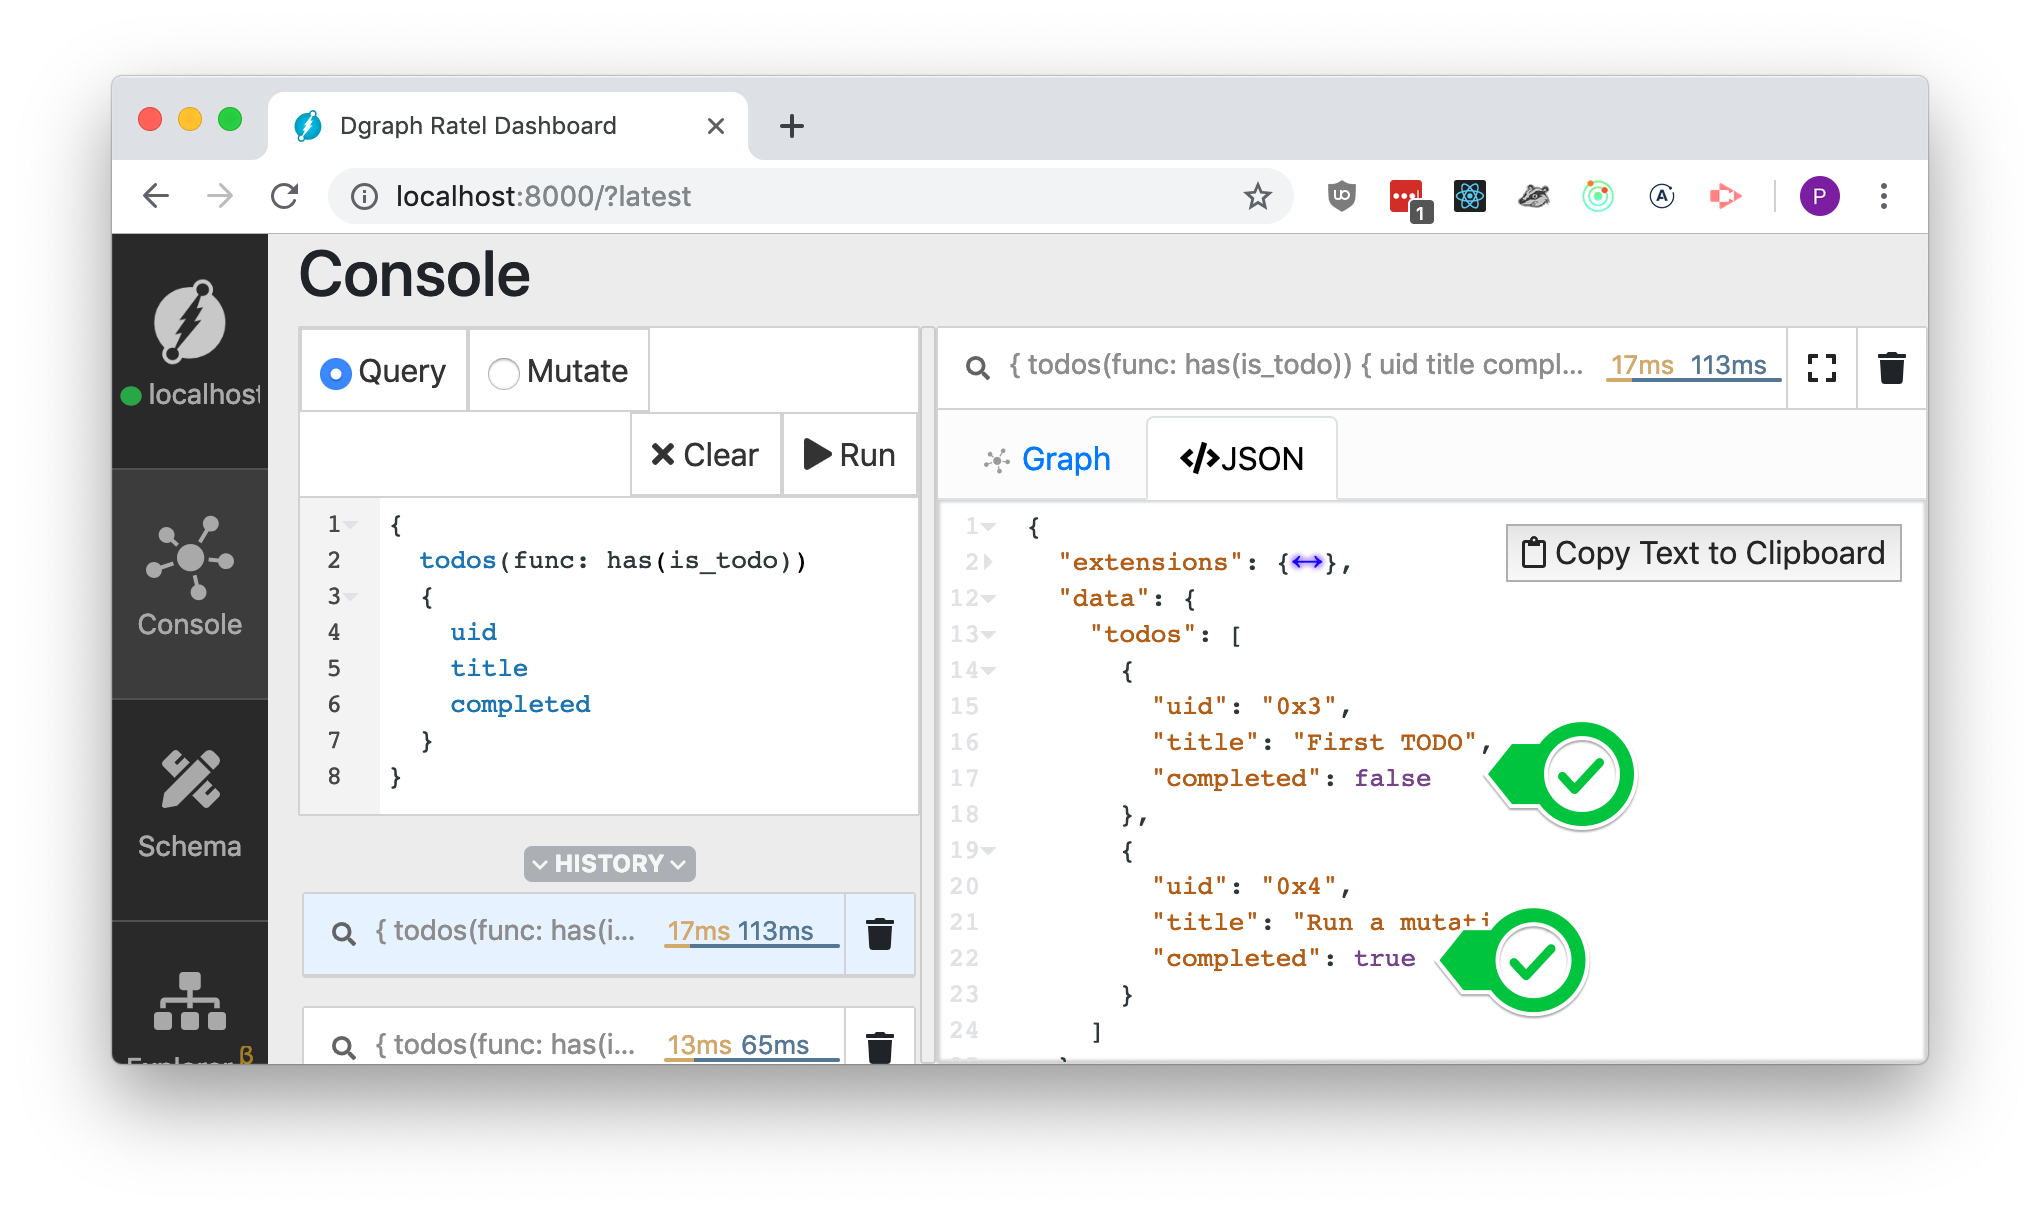 Dgraph Ratel Dashboard
localhost:8000/?latest
1
A
P
localhost
Console
Schema
β
Console
Query
Mutate
Clear
Run
1 {
2 todos(func: has(is_todo))
3 {
4 uid
5 title
6 completed
7 }
8 }
HISTORY
{ todos(func: has(i... 17ms 113ms
{ todos(func: has(i... 13ms 65ms
{ todos(func: has(is_todo)) { uid title compl... 17ms 113ms
Graph
</>JSON
Copy Text to Clipboard
1 {
2 "extensions": {↔},
12 "data": {
13 "todos": [
14 {
15 "uid": "0x3",
16 "title": "First TODO",
17 "completed": false
18 },
19 {
20 "uid": "0x4",
21 "title": "Run a mutati
22 "completed": true
23 }
24 ]